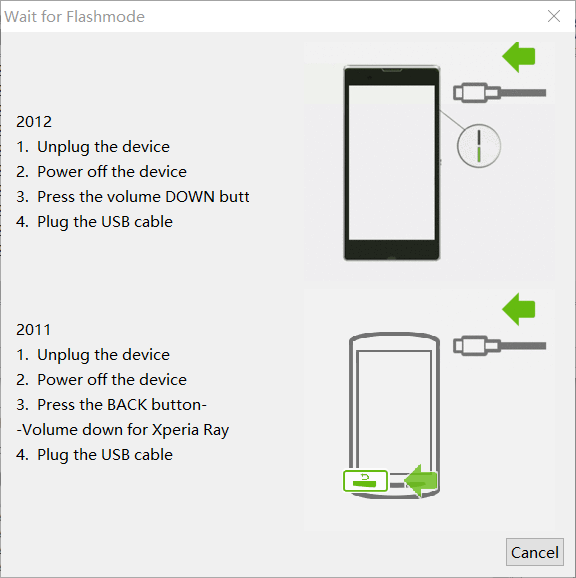 Wait for Flashmode
2012
1. Unplug the device
2. Power off the device
3. Press the volume DOWN butt
4. Plug the USB cable
2011
1. Unplug the device
2. Power off the device
3. Press the BACK button-
-Volume down for Xperia Ray
4. Plug the USB cable
Cancel